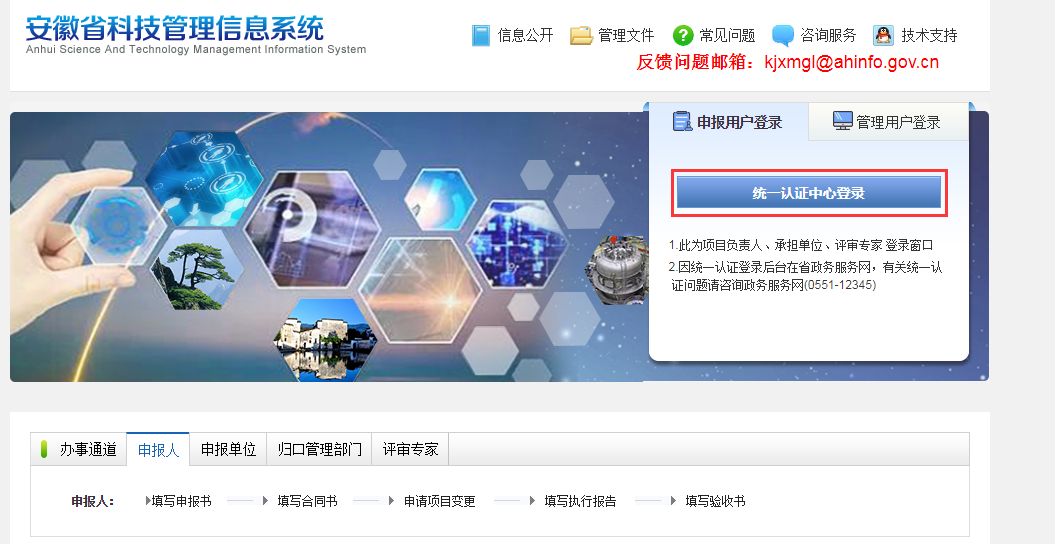 安徽省科技管理信息系统
Anhui Science And Technology Management Information System
信息公开 管理文件 常见问题 咨询服务 技术支持
反馈问题邮箱：kjxmgl@ahinfo.gov.cn
申报用户登录 管理用户登录
统一认证中心登录
1.此为项目负责人、承担单位、评审专家 登录窗口
2.因统一认证登录后台在省政务服务网，有关统一认
证问题请咨询政务服务网(0551-12345)
办事通道 申报人 申报单位 归口管理部门 评审专家
申报人： 填写申报书 填写合同书 申请项目变更 填写执行报告 填写验收书